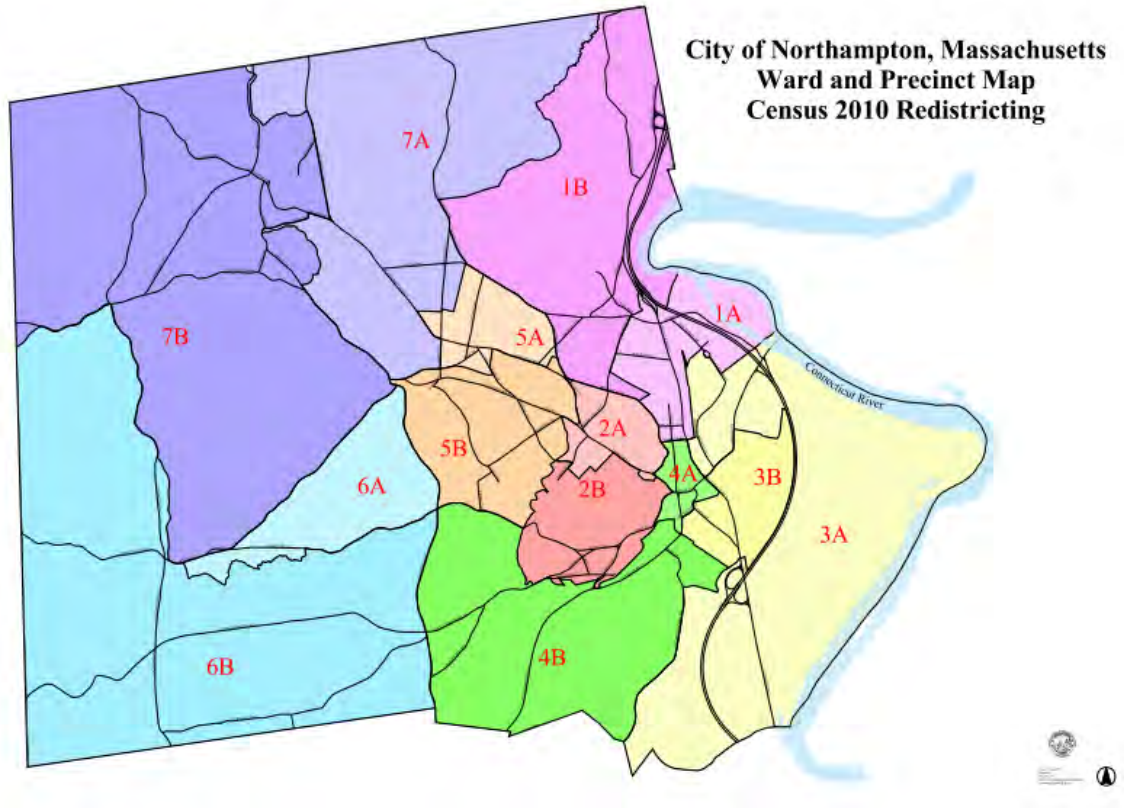 City of Northampton, Massachusetts
Ward and Precinct Map
Census 2010 Redistricting
7A
1B
1A
7B
5A
Connecticut River
2A
5B
4A
3B
6A
2B
3A
4B
6B